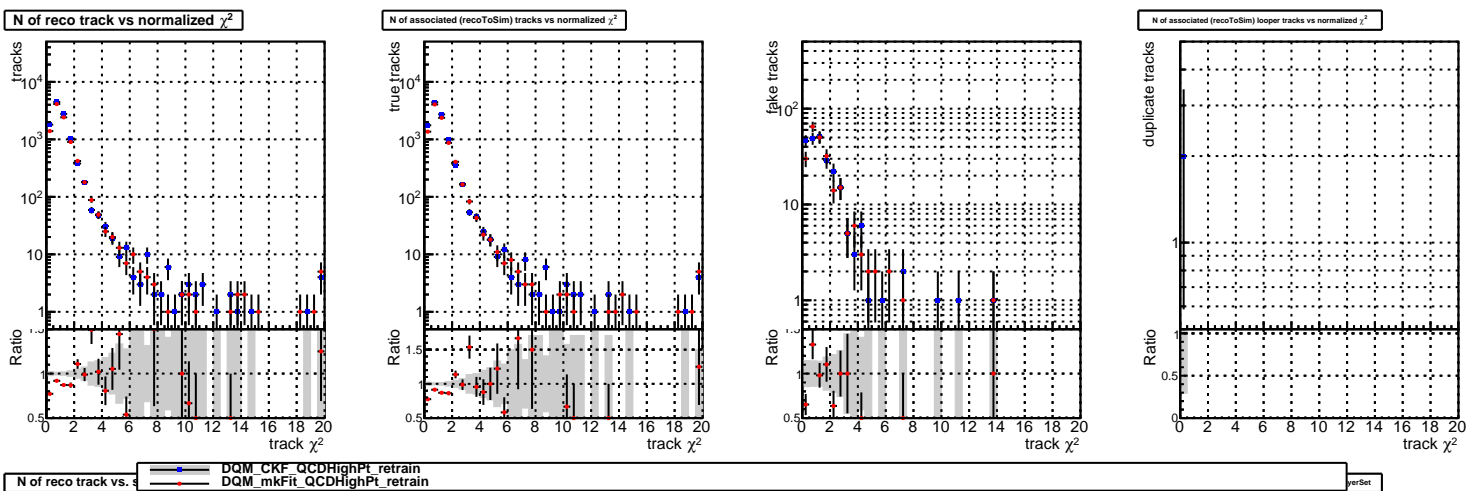 N of reco track vs normalized χ²
N of associated (recoToSim) tracks vs normalized χ²
N of associated (recoToSim) looper tracks vs normalized χ²
tracks
10⁴
10³
10²
10
1
Ratio
1
0.5
0 2 4 6 8 10 12 14 16 18 20
track χ²
true tracks
10⁴
10³
10²
10
1
Ratio
1.5
1
0.5
0 2 4 6 8 10 12 14 16 18 20
track χ²
fake tracks
10²
10
1
Ratio
1
0.5
0 2 4 6 8 10 12 14 16 18 20
track χ²
duplicate tracks
1
Ratio
1
0.5
0
0 2 4 6 8 10 12 14 16 18 20
track χ²
DQM_CKF_QCDHighPt_retrain
DQM_mkFit_QCDHighPt_retrain
N of reco track vs.